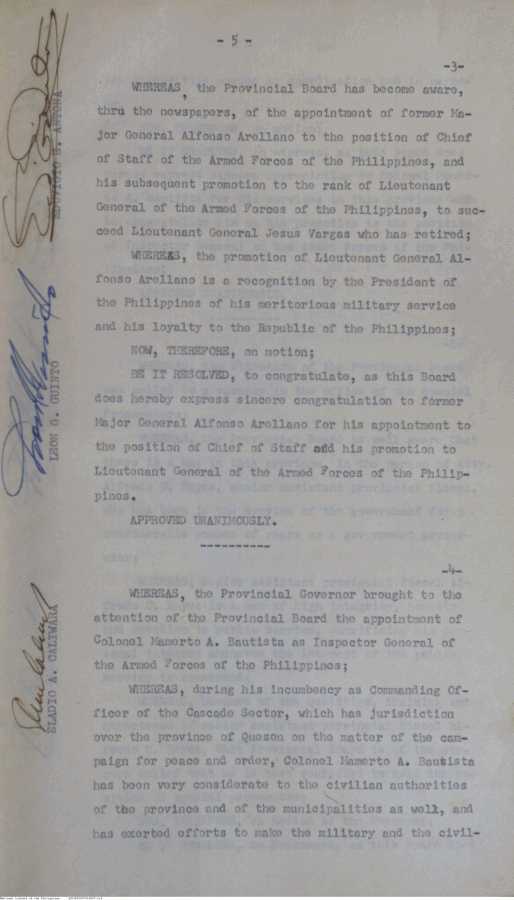 - 5 -
-3-
WHEREAS, the Provincial Board has become aware,
thru the newspapers, of the appointment of former Ma-
jor General Alfonso Arellano to the position of Chief
of Staff of the Armed Forces of the Philippines, and
his subsequent promotion to the rank of Lieutenant
General of the Armed Forces of the Philippines, to suc-
ceed Lieutenant General Jesus Vargas who has retired;
WHEREAS, the promotion of Lieutenant General Al-
fonso Arellano is a recognition by the President of
the Philippines of his meritorious military service
and his loyalty to the Republic of the Philippines;
NOW, THEREFORE, on motion;
BE IT RESOLVED, to congratulate, as this Board
does hereby express sincere congratulation to former
Major General Alfonso Arellano for his appointment to
the position of Chief of Staff and his promotion to
Lieutenant General of the Armed Forces of the Philip-
pines.
APPROVED UNANIMOUSLY.
----------
-4-
WHEREAS, the Provincial Governor brought to the
attention of the Provincial Board the appointment of
Colonel Mamerto A. Bautista as Inspector General of
the Armed Forces of the Philippines;
WHEREAS, during his incumbency as Commanding Of-
ficer of the Cascade Sector, which has jurisdiction
over the province of Quezon on the matter of the cam-
paign for peace and order, Colonel Mamerto A. Bautista
has been very considerate to the civilian authorities
of the province and of the municipalities as well, and
has exerted efforts to make the military and the civil-
LEON G. GUINTO
ELADIO A. CALIWARA